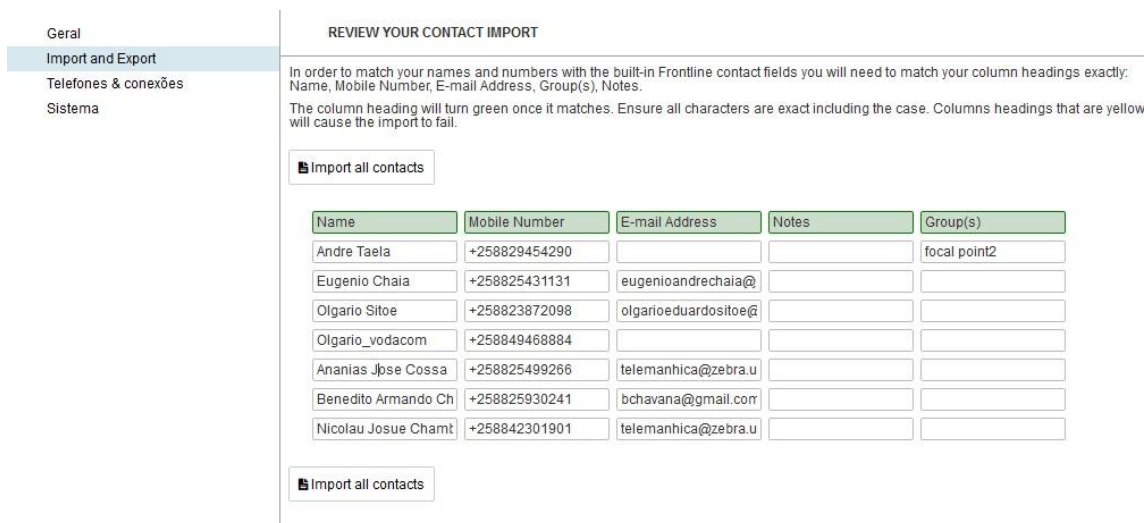 Geral
Import and Export
Telefones & conexões
Sistema
REVIEW YOUR CONTACT IMPORT
In order to match your names and numbers with the built-in Frontline contact fields you will need to match your column headings exactly:
Name, Mobile Number, E-mail Address, Group(s), Notes.
The column heading will turn green once it matches. Ensure all characters are exact including the case. Columns headings that are yellow
will cause the import to fail.
Import all contacts
Name Mobile Number E-mail Address Notes Group(s)
Andre Taela +258829454290 focal point2
Eugenio Chaia +258825431131 eugenioandrechaia@
Olgario Sitoe +258823872098 olgarioeduardositoe@
Olgario_vodacom +258849468884
Ananias Jose Cossa +258825499266 telemanhica@zebra.u
Benedito Armando Ch +258825930241 bchavana@gmail.com
Nicolau Josue Chamb +258842301901 telemanhica@zebra.u
Import all contacts